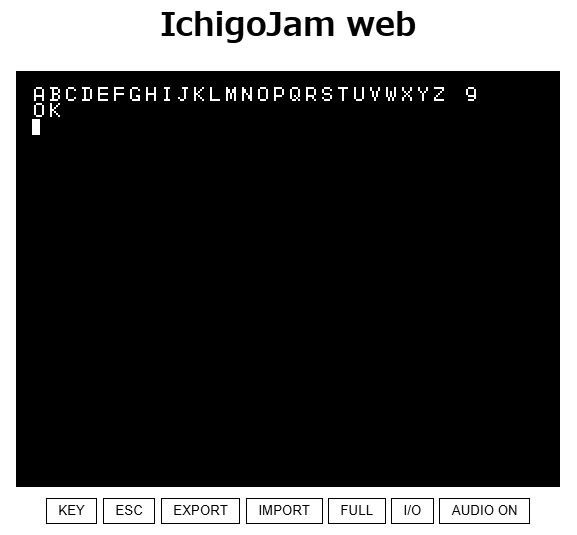 IchigoJam web
ABCDEFGHIJKLMNOPQRSTUVWXYZ 9
OK
KEY ESC EXPORT IMPORT FULL I/O AUDIO ON